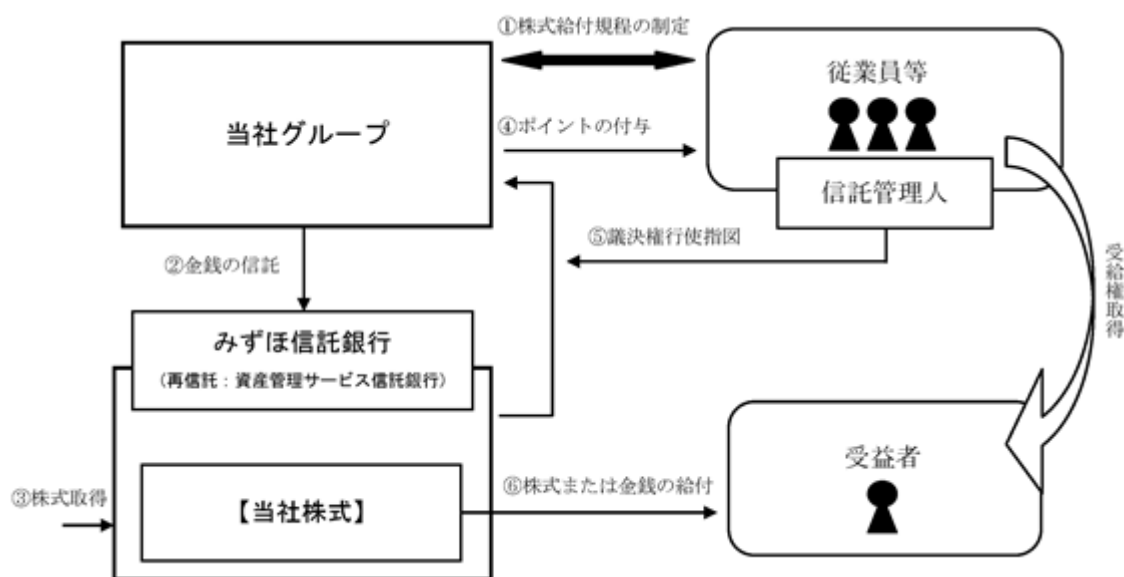 ①株式給付規程の制定
従業員等
当社グループ
④ポイントの付与
信託管理人
⑤議決権行使指図
②金銭の信託
受給権取得
みずほ信託銀行
（再信託：資産管理サービス信託銀行）
受益者
③株式取得
【当社株式】
⑥株式または金銭の給付